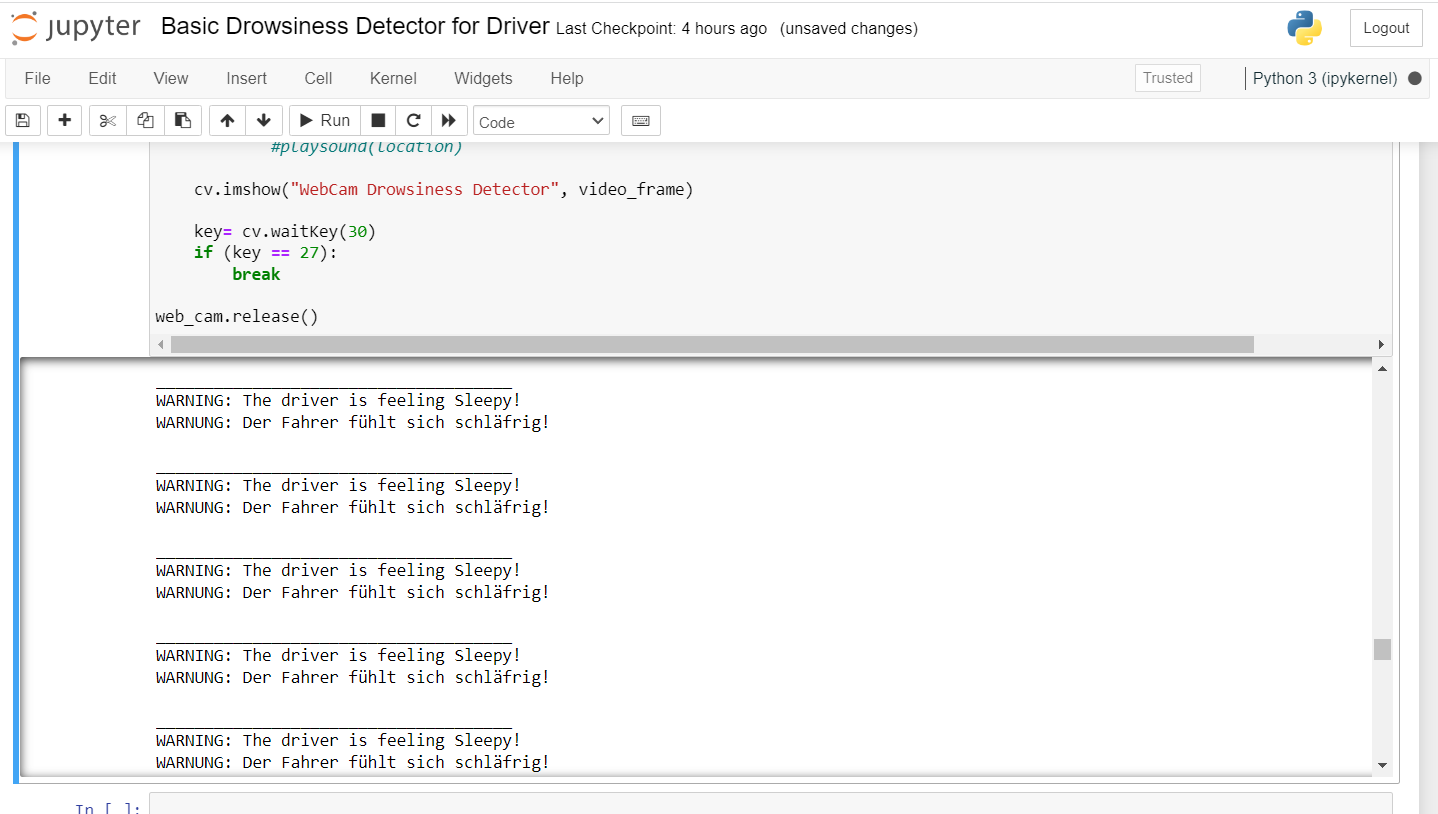 jupyter Basic Drowsiness Detector for Driver Last Checkpoint: 4 hours ago (unsaved changes) Logout
File Edit View Insert Cell Kernel Widgets Help Trusted Python 3 (ipykernel)
Run Code
#playsound(location)
cv.imshow("WebCam Drowsiness Detector", video_frame)
key= cv.waitKey(30)
if (key == 27):
break
web_cam.release()
_____________________________________
WARNING: The driver is feeling Sleepy!
WARNUNG: Der Fahrer fühlt sich schläfrig!
_____________________________________
WARNING: The driver is feeling Sleepy!
WARNUNG: Der Fahrer fühlt sich schläfrig!
_____________________________________
WARNING: The driver is feeling Sleepy!
WARNUNG: Der Fahrer fühlt sich schläfrig!
_____________________________________
WARNING: The driver is feeling Sleepy!
WARNUNG: Der Fahrer fühlt sich schläfrig!
_____________________________________
WARNING: The driver is feeling Sleepy!
WARNUNG: Der Fahrer fühlt sich schläfrig!
In [ ]: